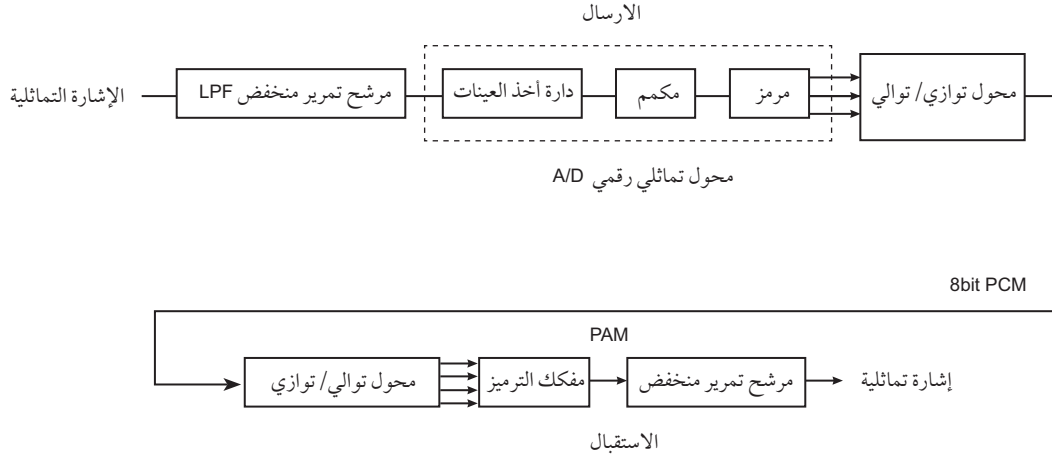 الارسال
الإشارة التماثلية
مرشح تمرير منخفض LPF
دارة أخذ العينات
مكمم
مرمز
محول توازي/ توالي
محول تماثلي رقمي A/D
8bit PCM
PAM
محول توالي/ توازي
مفكك الترميز
مرشح تمرير منخفض
إشارة تماثلية
الاستقبال